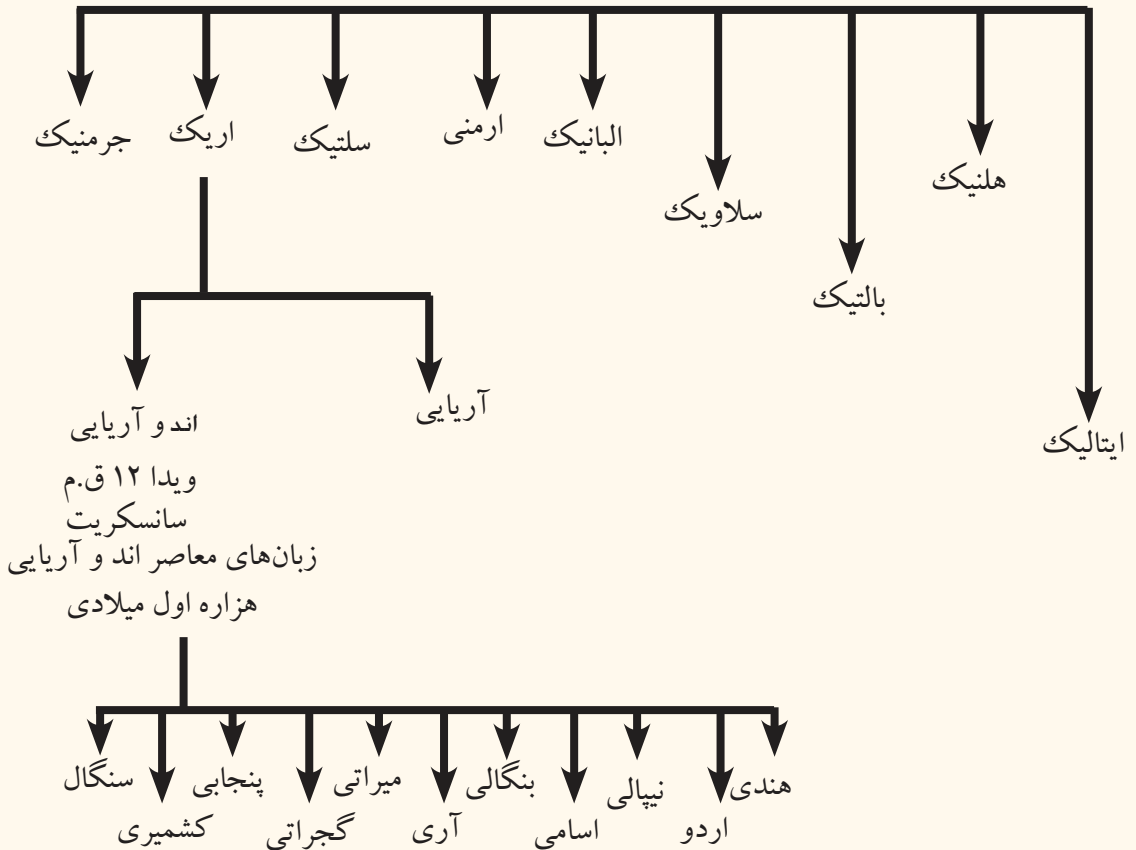 جرمنیک
اریک
سلتیک
ارمنی
البانیک
سلاویک
بالتیک
هلنیک
ایتالیک
آریایی
اند و آریایی
ویدا ۱۲ ق.م
سانسکریت
زبان‌های معاصر اند و آریایی
هزاره اول میلادی
هندی
اردو
نیپالی
اسامی
بنگالی
آری
میراتی
گجراتی
پنجابی
کشمیری
سنگال